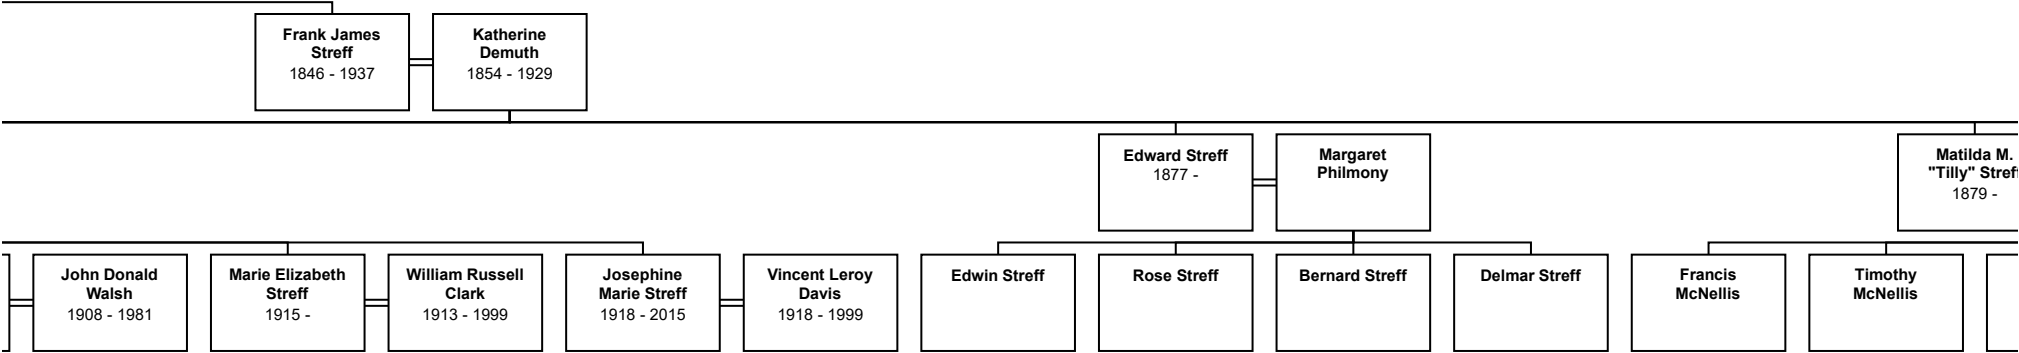 Frank James
Streff
1846 - 1937
Katherine
Demuth
1854 - 1929
Edward Streff
1877 -
Margaret
Philmony
Matilda M.
"Tilly" Streff
1879 -
John Donald
Walsh
1908 - 1981
Marie Elizabeth
Streff
1915 -
William Russell
Clark
1913 - 1999
Josephine
Marie Streff
1918 - 2015
Vincent Leroy
Davis
1918 - 1999
Edwin Streff
Rose Streff
Bernard Streff
Delmar Streff
Francis
McNellis
Timothy
McNellis